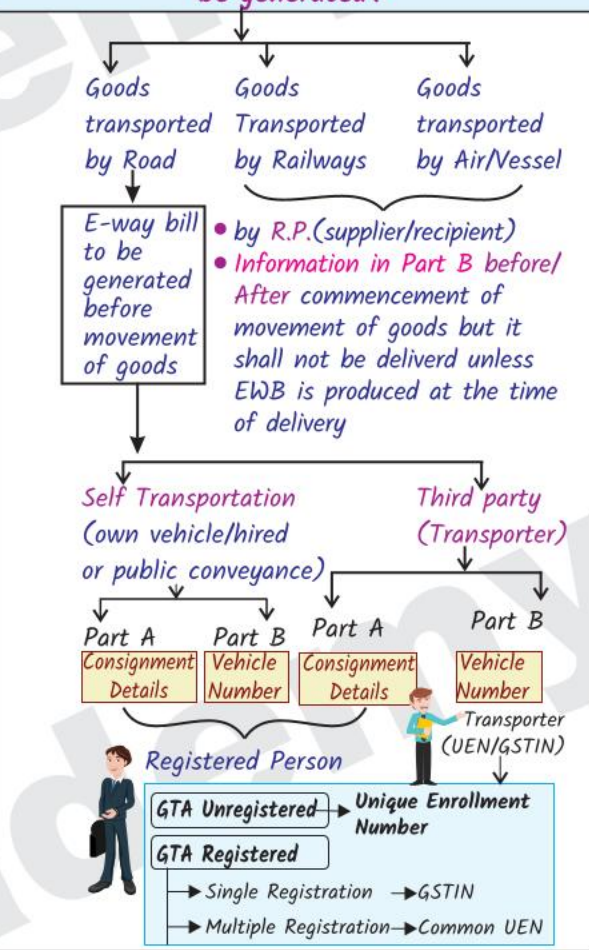 be generated?
Goods transported by Road
Goods Transported by Railways
Goods transported by Air/Vessel
E-way bill
to be
generated
before
movement
of goods
• by R.P.(supplier/recipient)
• Information in Part B before/
After commencement of
movement of goods but it
shall not be deliverd unless
EWB is produced at the time
of delivery
Self Transportation
(own vehicle/hired
or public conveyance)
Third party
(Transporter)
Part A
Consignment
Details
Part B
Vehicle
Number
Part A
Consignment
Details
Part B
Vehicle
Number
Transporter
(UEN/GSTIN)
Registered Person
GTA Unregistered
Unique Enrollment
Number
GTA Registered
Single Registration GSTIN
Multiple Registration Common UEN